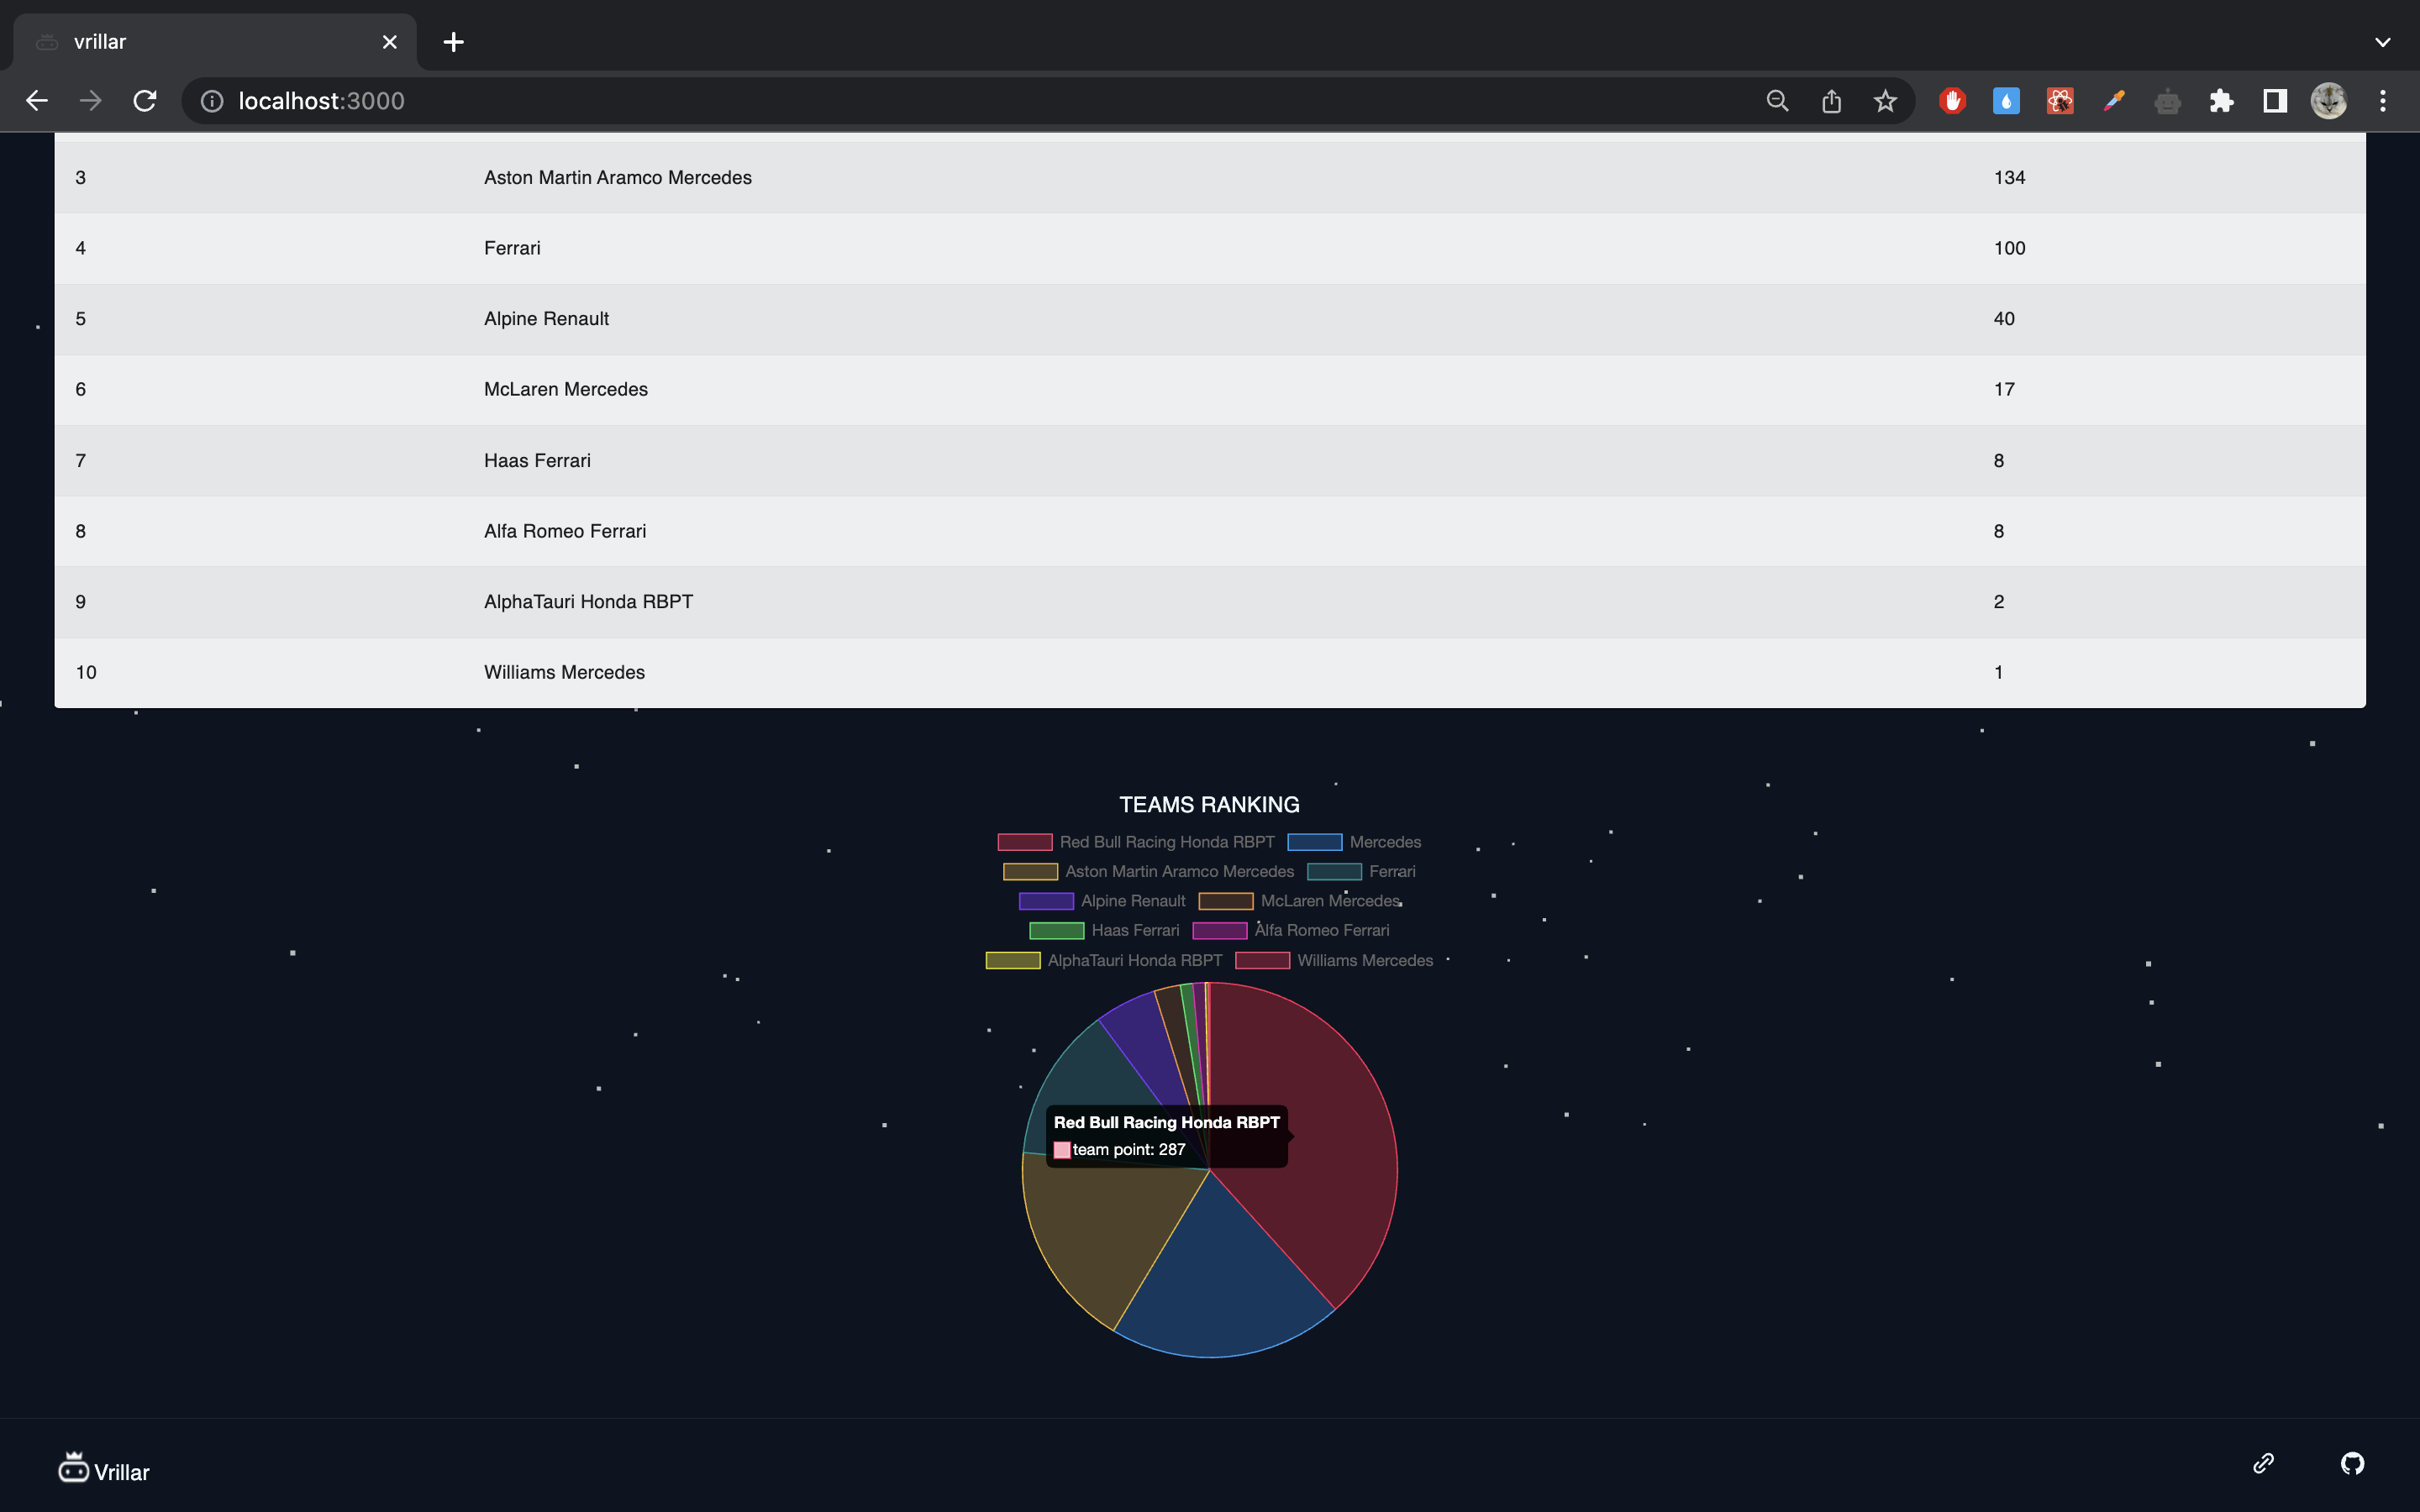 vrillar
localhost:3000
3 Aston Martin Aramco Mercedes 134
4 Ferrari 100
5 Alpine Renault 40
6 McLaren Mercedes 17
7 Haas Ferrari 8
8 Alfa Romeo Ferrari 8
9 AlphaTauri Honda RBPT 2
10 Williams Mercedes 1
TEAMS RANKING
Red Bull Racing Honda RBPT Mercedes
Aston Martin Aramco Mercedes Ferrari
Alpine Renault McLaren Mercedes
Haas Ferrari Alfa Romeo Ferrari
AlphaTauri Honda RBPT Williams Mercedes
Red Bull Racing Honda RBPT
team point: 287
Vrillar